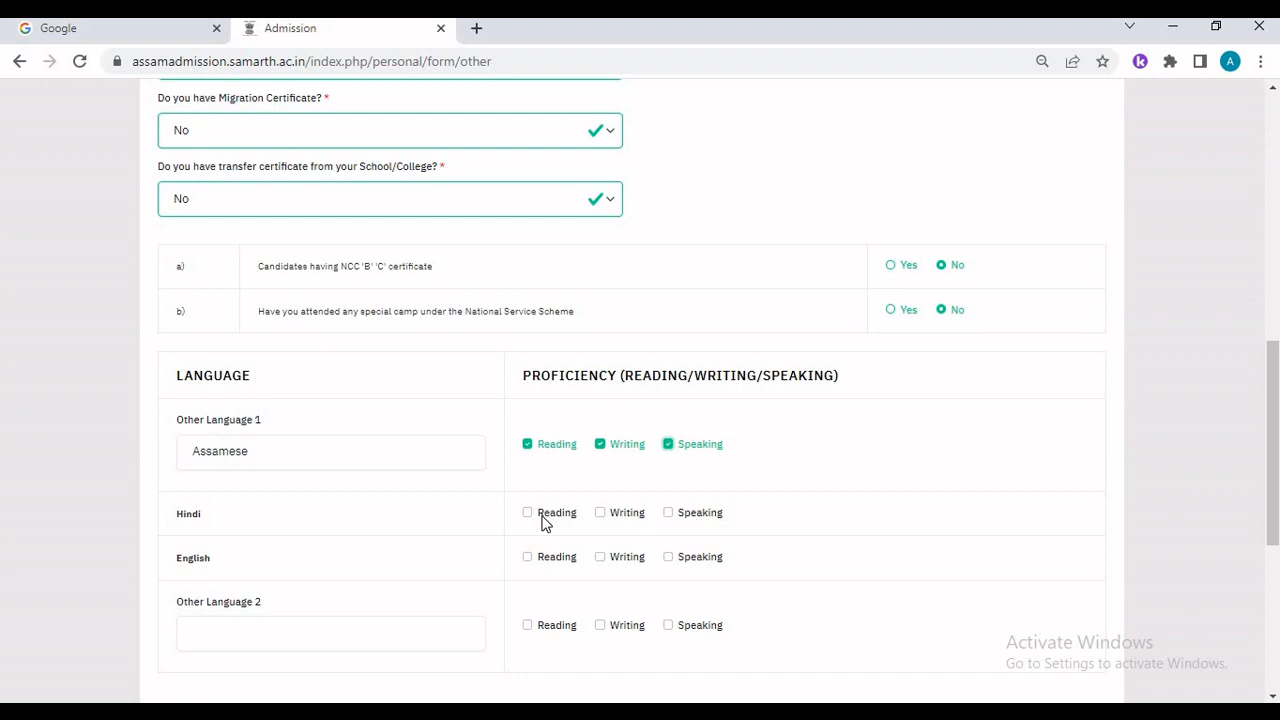 Google
Admission
assamadmission.samarth.ac.in/index.php/personal/form/other
A
Do you have Migration Certificate? *
No
Do you have transfer certificate from your School/College? *
No
a) Candidates having NCC 'B' 'C' certificate Yes No
b) Have you attended any special camp under the National Service Scheme Yes No
LANGUAGE PROFICIENCY (READING/WRITING/SPEAKING)
Other Language 1
Assamese Reading Writing Speaking
Hindi Reading Writing Speaking
English Reading Writing Speaking
Other Language 2
Reading Writing Speaking
Activate Windows
Go to Settings to activate Windows.